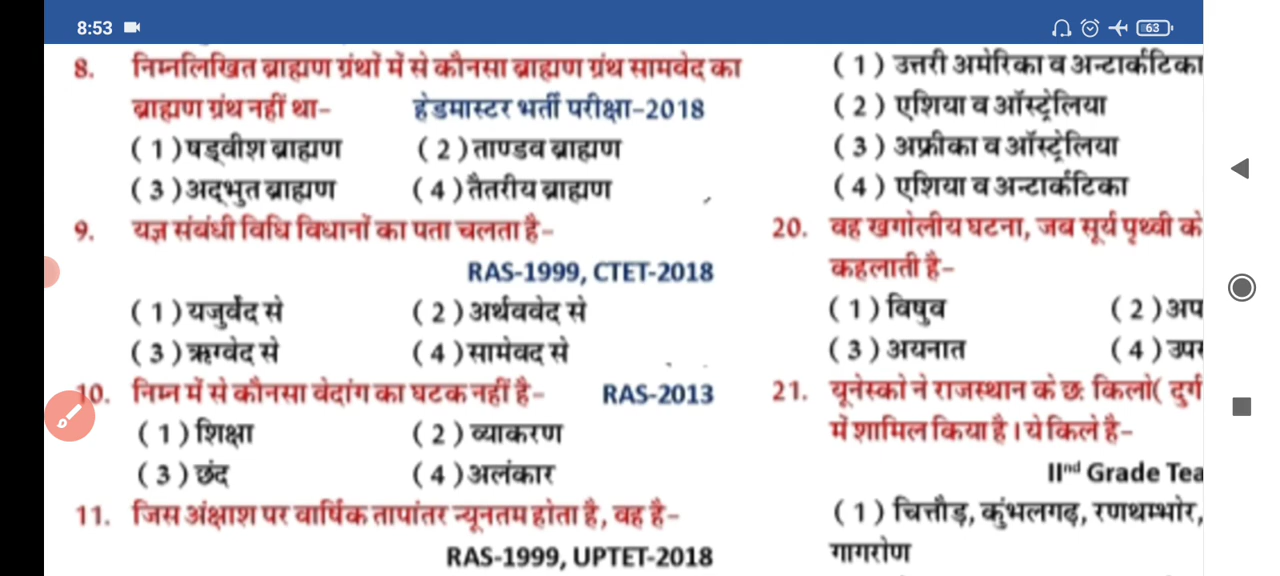 8:53
63
8. निम्नलिखित ब्राह्मण ग्रंथों में से कौनसा ब्राह्मण ग्रंथ सामवेद का
ब्राह्मण ग्रंथ नहीं था– हेडमास्टर भर्ती परीक्षा–2018
( 1 ) षड्वीश ब्राह्मण ( 2 ) ताण्डव ब्राह्मण
( 3 ) अद्भुत ब्राह्मण ( 4 ) तैतरीय ब्राह्मण
9. यज्ञ संबंधी विधि विधानों का पता चलता है–
RAS-1999, CTET-2018
( 1 ) यजुर्वेद से ( 2 ) अर्थववेद से
( 3 ) ऋग्वेद से ( 4 ) सामेवद से
10. निम्न में से कौनसा वेदांग का घटक नहीं है– RAS-2013
( 1 ) शिक्षा ( 2 ) व्याकरण
( 3 ) छंद ( 4 ) अलंकार
11. जिस अंक्षाश पर वार्षिक तापांतर न्यूनतम होता है, वह है–
RAS-1999, UPTET-2018
( 1 ) उत्तरी अमेरिका व अन्टार्कटिका
( 2 ) एशिया व ऑस्ट्रेलिया
( 3 ) अफ्रीका व ऑस्ट्रेलिया
( 4 ) एशिया व अन्टार्कटिका
20. वह खगोलीय घटना, जब सूर्य पृथ्वी के
कहलाती है–
( 1 ) विषुव ( 2 ) अप
( 3 ) अयनात ( 4 ) उप
21. यूनेस्को ने राजस्थान के छः किलो( दुर्ग
में शामिल किया है । ये किले है–
IInd Grade Tea
( 1 ) चित्तौड़, कुंभलगढ़, रणथम्भोर,
गागरोण